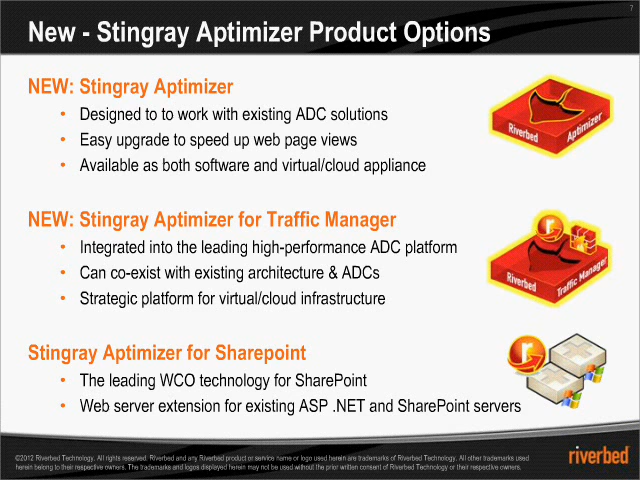 7
New - Stingray Aptimizer Product Options
NEW: Stingray Aptimizer
• Designed to to work with existing ADC solutions
• Easy upgrade to speed up web page views
• Available as both software and virtual/cloud appliance
Riverbed Aptimizer
NEW: Stingray Aptimizer for Traffic Manager
• Integrated into the leading high-performance ADC platform
• Can co-exist with existing architecture & ADCs
• Strategic platform for virtual/cloud infrastructure
r
Riverbed Traffic Manager
Stingray Aptimizer for Sharepoint
• The leading WCO technology for SharePoint
• Web server extension for existing ASP .NET and SharePoint servers
r
©2012 Riverbed Technology. All rights reserved. Riverbed and any Riverbed product or service name or logo used herein are trademarks of Riverbed Technology. All other trademarks used
herein belong to their respective owners. The trademarks and logos displayed herein may not be used without the prior written consent of Riverbed Technology or their respective owners.
riverbed